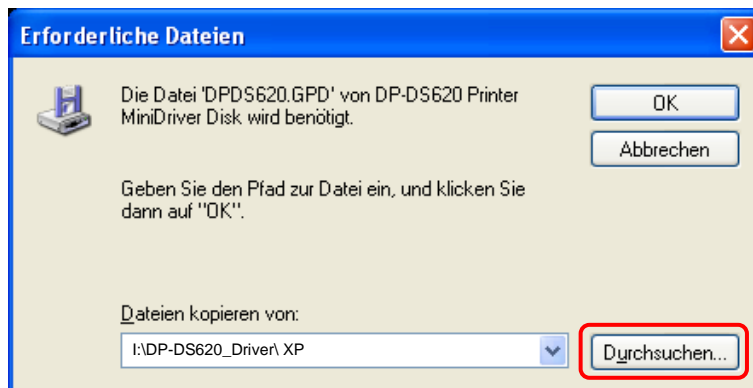 Erforderliche Dateien
Die Datei 'DPDS620.GPD' von DP-DS620 Printer
MiniDriver Disk wird benötigt.
OK
Abbrechen
Geben Sie den Pfad zur Datei ein, und klicken Sie
dann auf "OK".
Dateien kopieren von:
I:\DP-DS620_Driver\ XP
Durchsuchen...